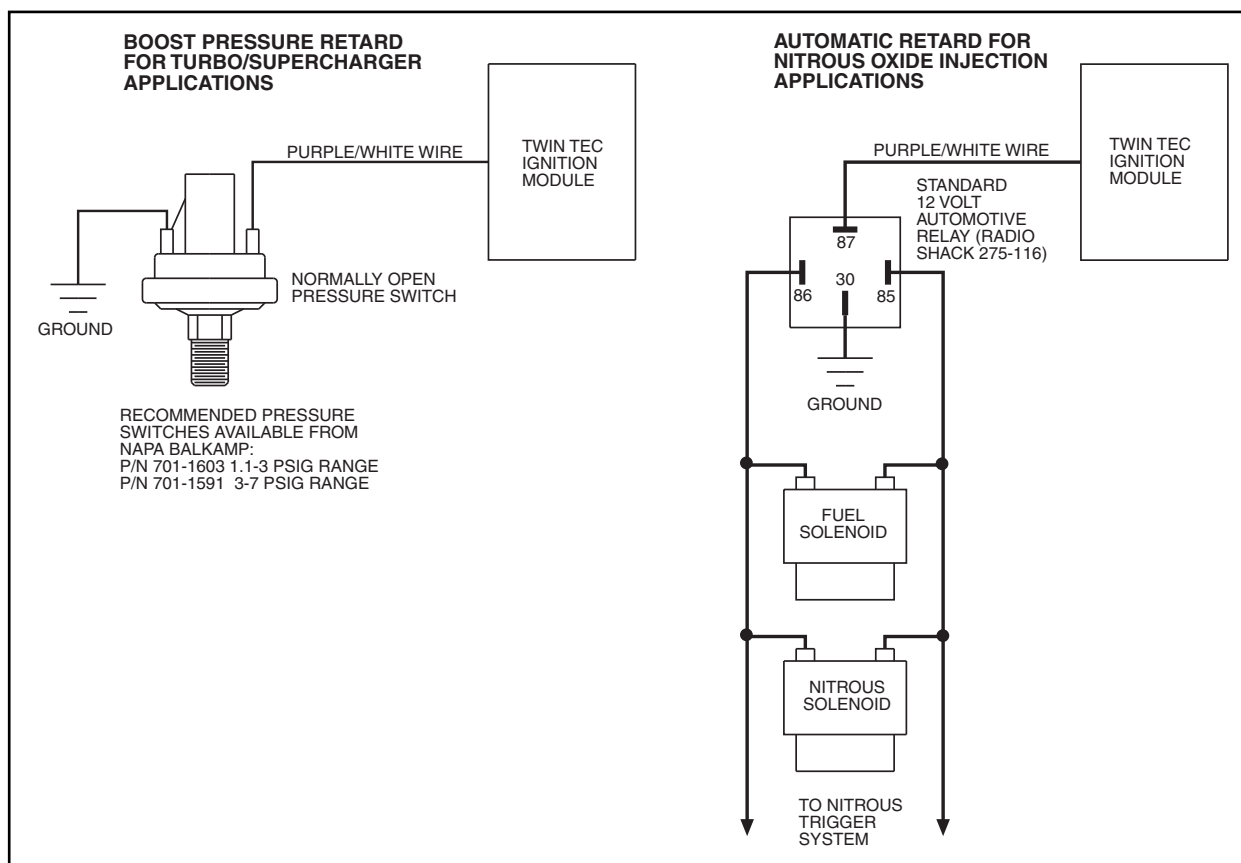 BOOST PRESSURE RETARD
FOR TURBO/SUPERCHARGER
APPLICATIONS
PURPLE/WHITE WIRE
TWIN TEC
IGNITION
MODULE
NORMALLY OPEN
PRESSURE SWITCH
GROUND
RECOMMENDED PRESSURE
SWITCHES AVAILABLE FROM
NAPA BALKAMP:
P/N 701-1603 1.1-3 PSIG RANGE
P/N 701-1591 3-7 PSIG RANGE
AUTOMATIC RETARD FOR
NITROUS OXIDE INJECTION
APPLICATIONS
PURPLE/WHITE WIRE
TWIN TEC
IGNITION
MODULE
STANDARD
12 VOLT
AUTOMOTIVE
RELAY (RADIO
SHACK 275-116)
87
30
86
85
GROUND
FUEL
SOLENOID
NITROUS
SOLENOID
TO NITROUS
TRIGGER
SYSTEM